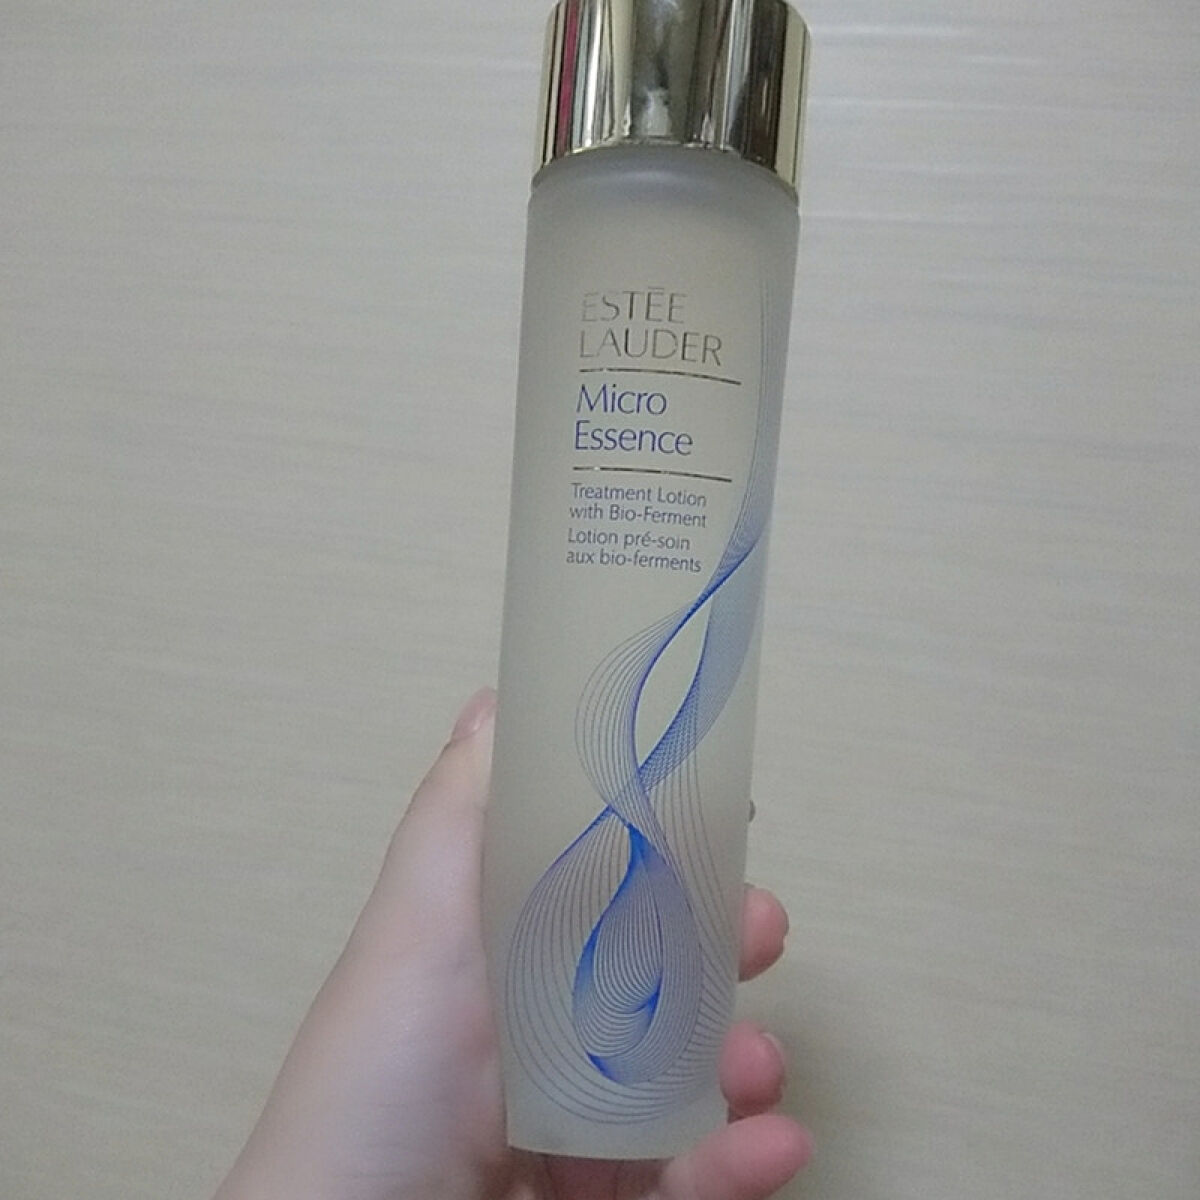 ESTĒE
LAUDER
Micro
Essence
Treatment Lotion
with Bio-Ferment
Lotion pré-soin
aux bio-ferments